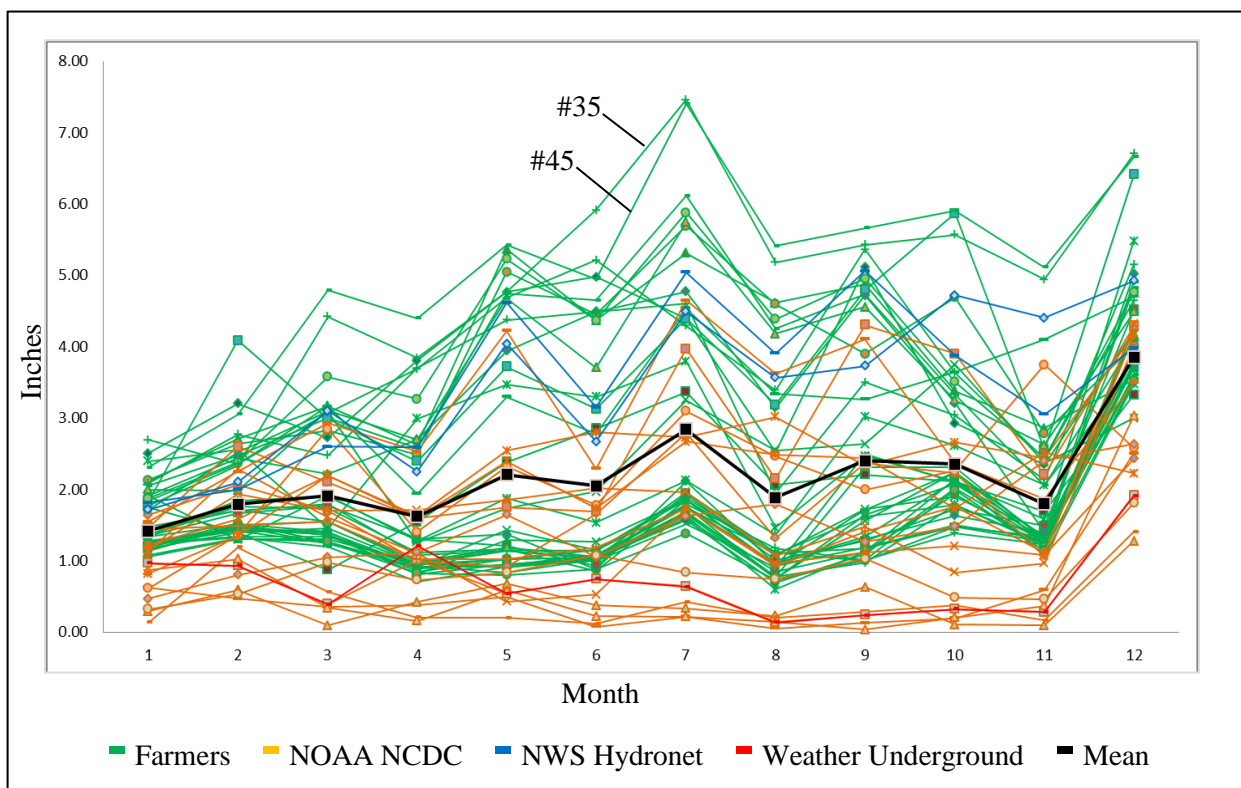 8.00
#35
7.00
#45
6.00
5.00
4.00
Inches
3.00
2.00
1.00
0.00
1 2 3 4 5 6 7 8 9 10 11 12
Month
Farmers NOAA NCDC NWS Hydronet Weather Underground Mean